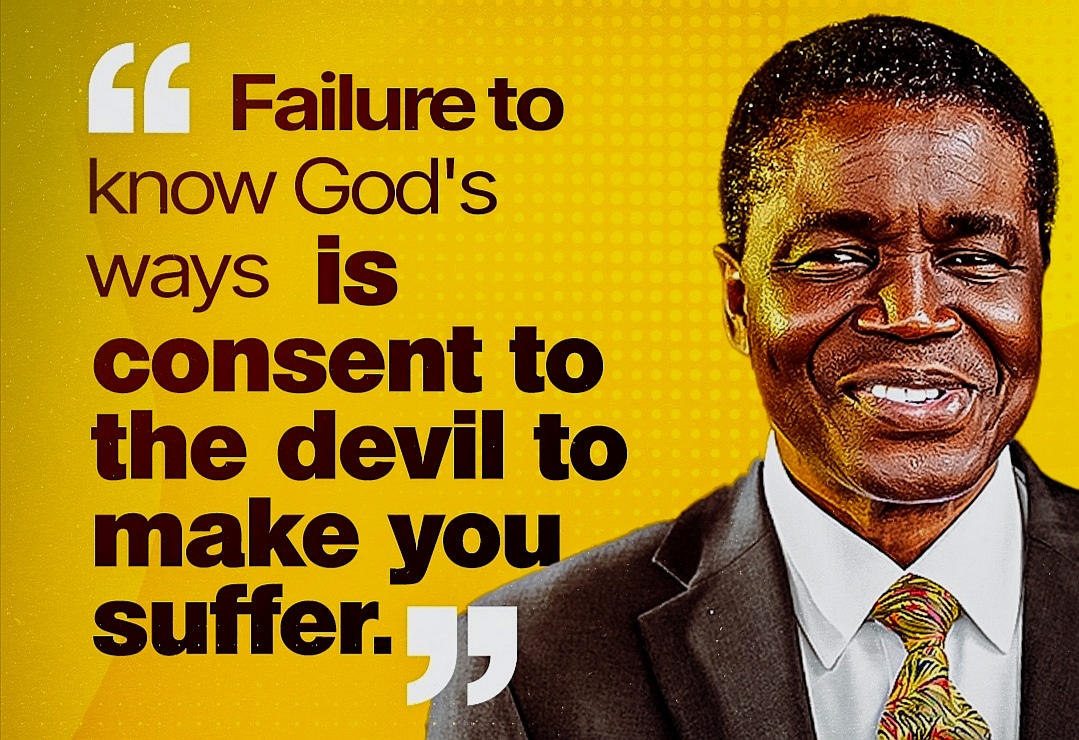 “ Failure to
know God's
ways is
consent to
the devil to
make you
suffer. ”